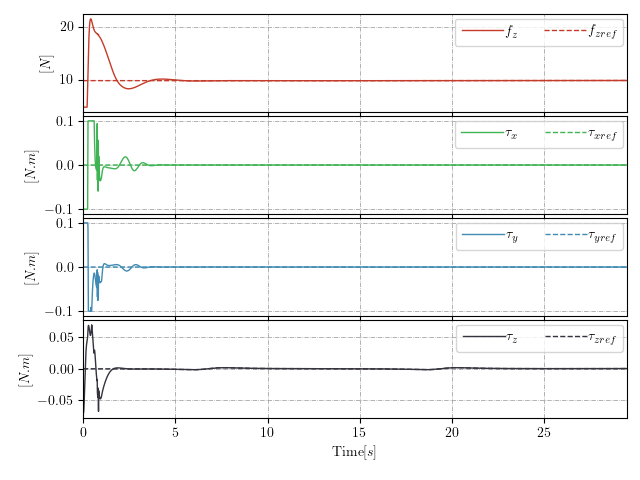 20
10
[N]
f_z
f_zref
0.1
0.0
−0.1
[N.m]
τ_x
τ_xref
0.1
0.0
−0.1
[N.m]
τ_y
τ_yref
0.05
0.00
−0.05
[N.m]
τ_z
τ_zref
0 5 10 15 20 25
Time[s]